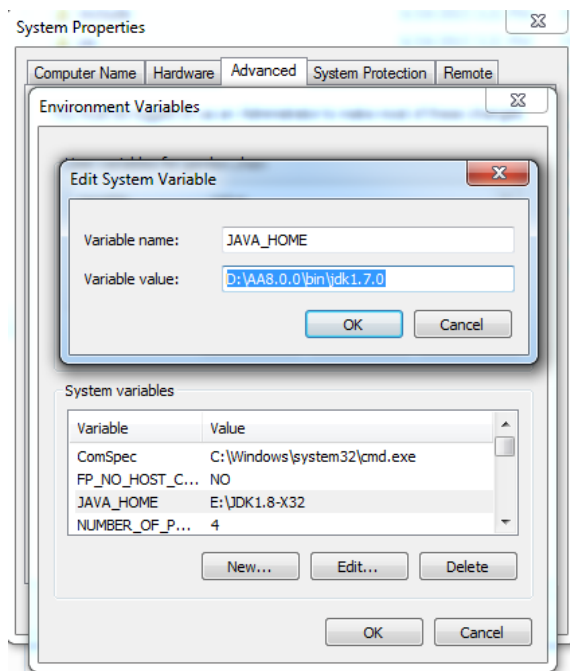 System Properties
Computer Name Hardware Advanced System Protection Remote
Environment Variables
Edit System Variable
Variable name: JAVA_HOME
Variable value: D:\AA8.0.0\bin\jdk1.7.0
OK Cancel
System variables
Variable Value
ComSpec C:\Windows\system32\cmd.exe
FP_NO_HOST_C... NO
JAVA_HOME E:\JDK1.8-X32
NUMBER_OF_P... 4
New... Edit... Delete
OK Cancel